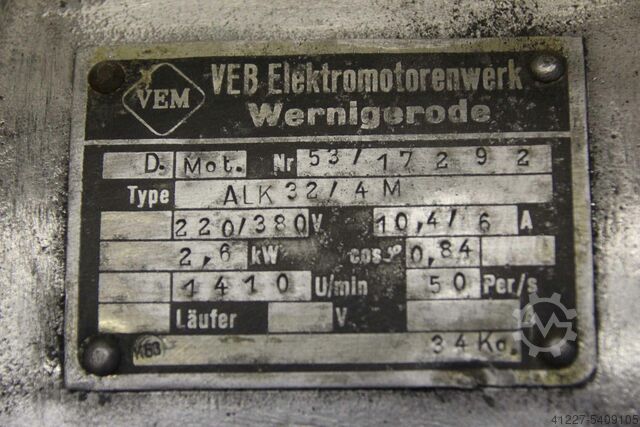 VEM VEB Elektromotorenwerk
Wernigerode
D. Mot. Nr 53/17292
Type ALK 32/4 M
220/380 V 10,4/6 A
2,6 kW cos φ 0,84
1410 U/min 50 Per/s
Läufer V
K63 34 Kg.
41227-5409105